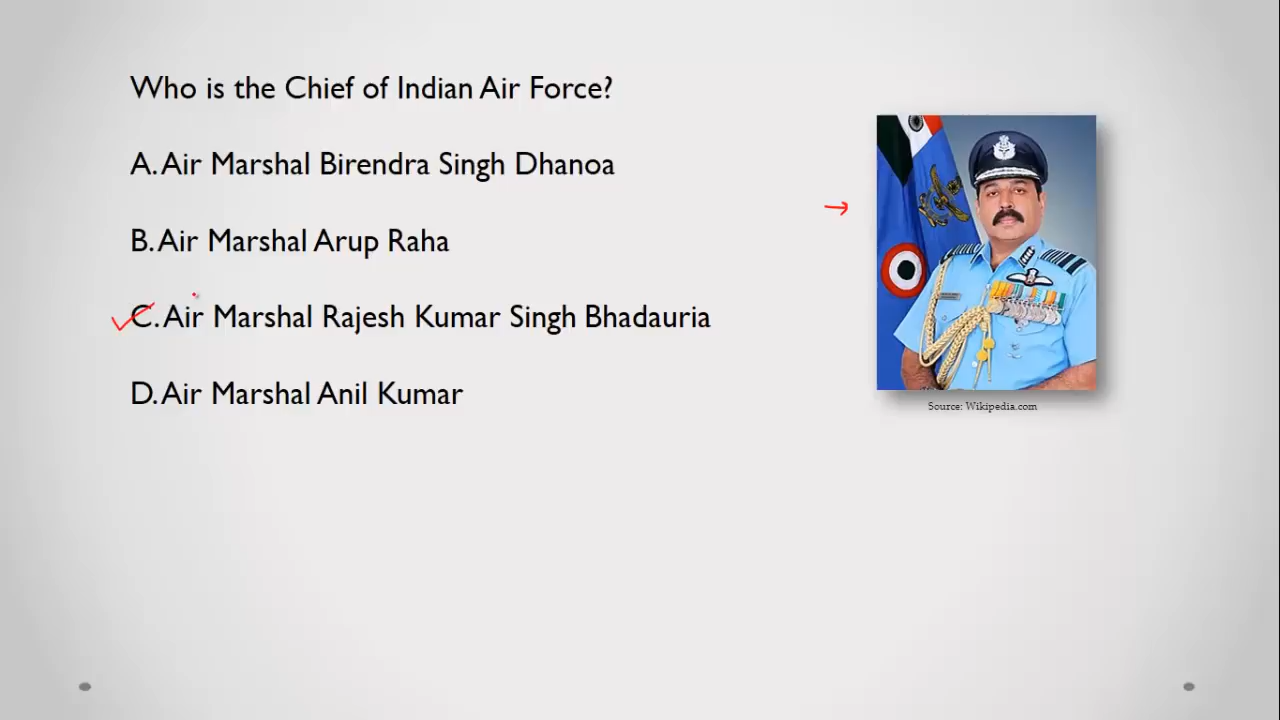 Who is the Chief of Indian Air Force?
A. Air Marshal Birendra Singh Dhanoa
B. Air Marshal Arup Raha
C. Air Marshal Rajesh Kumar Singh Bhadauria
D. Air Marshal Anil Kumar
Source: Wikipedia.com